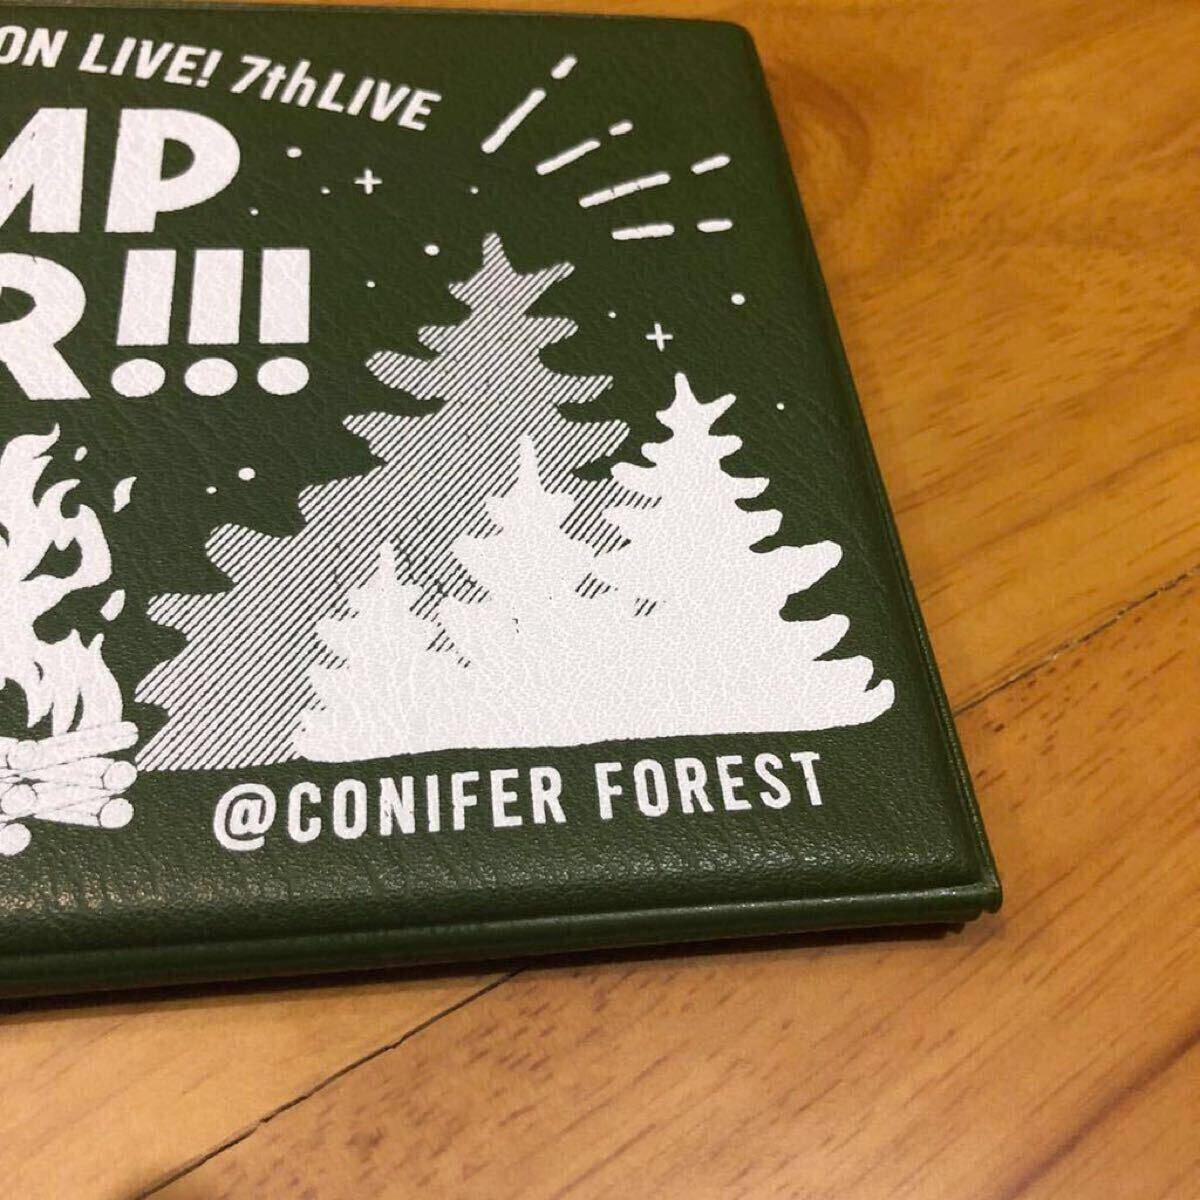 ON LIVE! 7thLIVE
MP
R!!!
@CONIFER FOREST